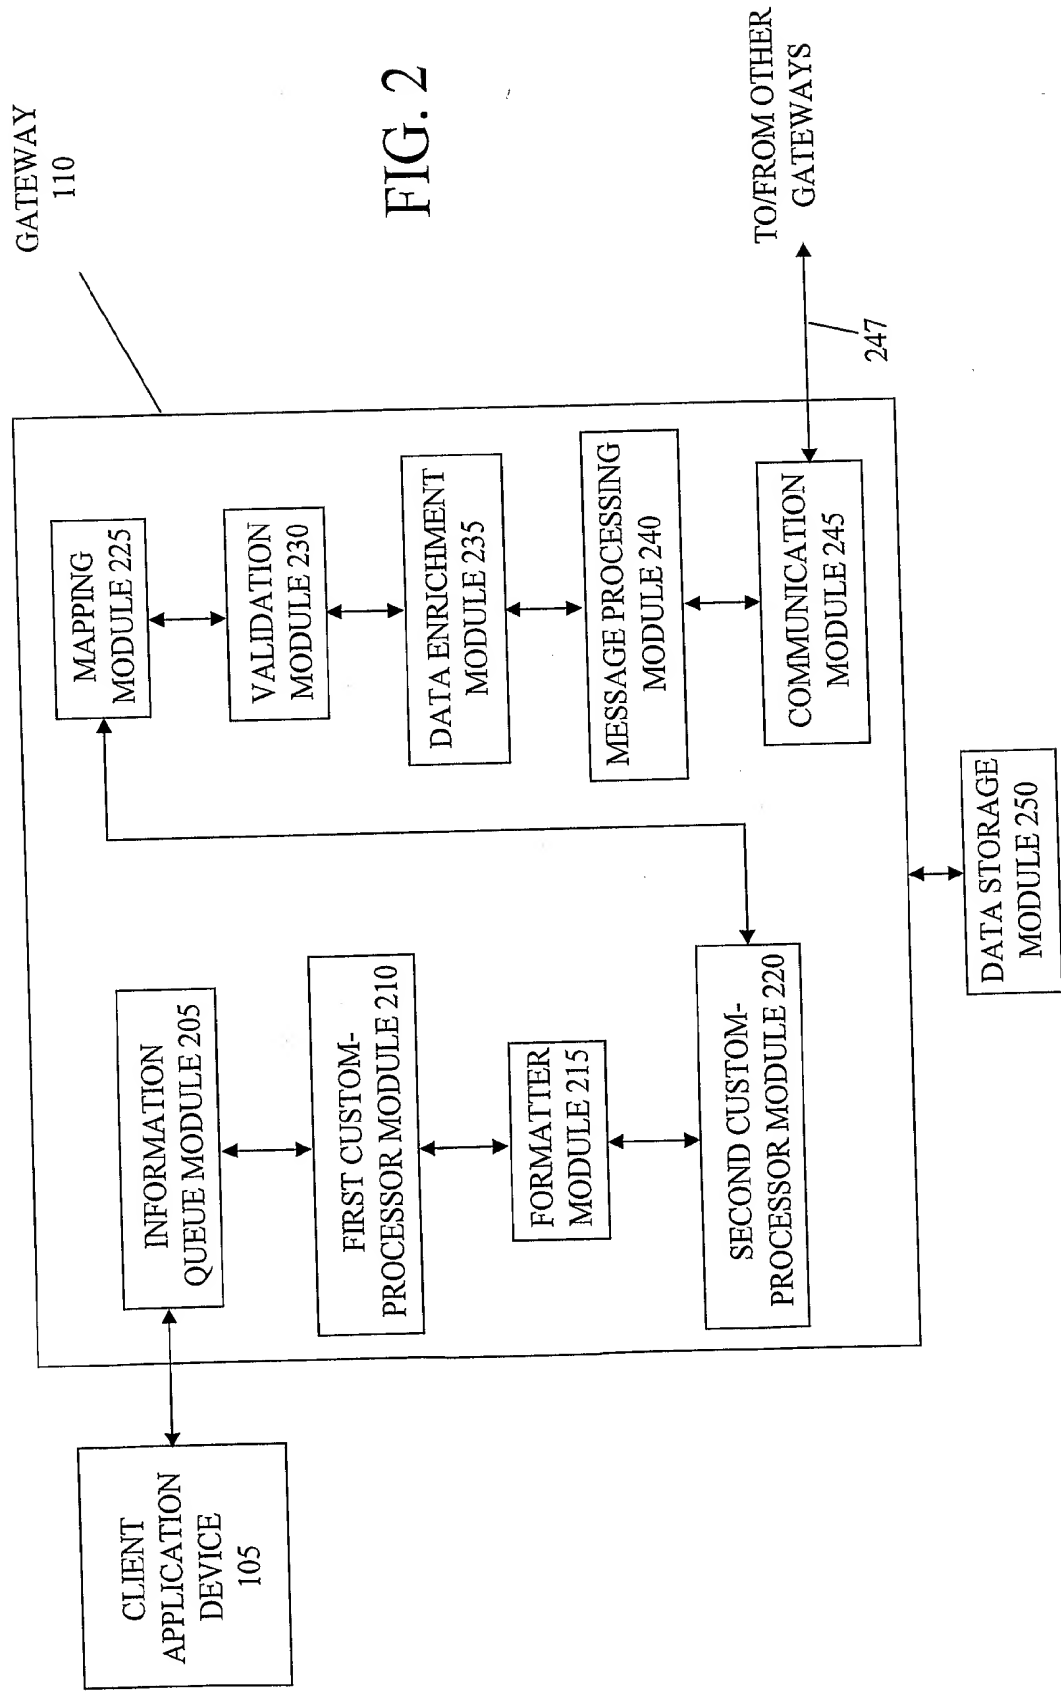 GATEWAY
110
CLIENT
APPLICATION
DEVICE
105
INFORMATION
QUEUE MODULE 205
FIRST CUSTOM-
PROCESSOR MODULE 210
FORMATTER
MODULE 215
SECOND CUSTOM-
PROCESSOR MODULE 220
MAPPING
MODULE 225
VALIDATION
MODULE 230
DATA ENRICHMENT
MODULE 235
MESSAGE PROCESSING
MODULE 240
COMMUNICATION
MODULE 245
247
TO/FROM OTHER
GATEWAYS
DATA STORAGE
MODULE 250
FIG. 2